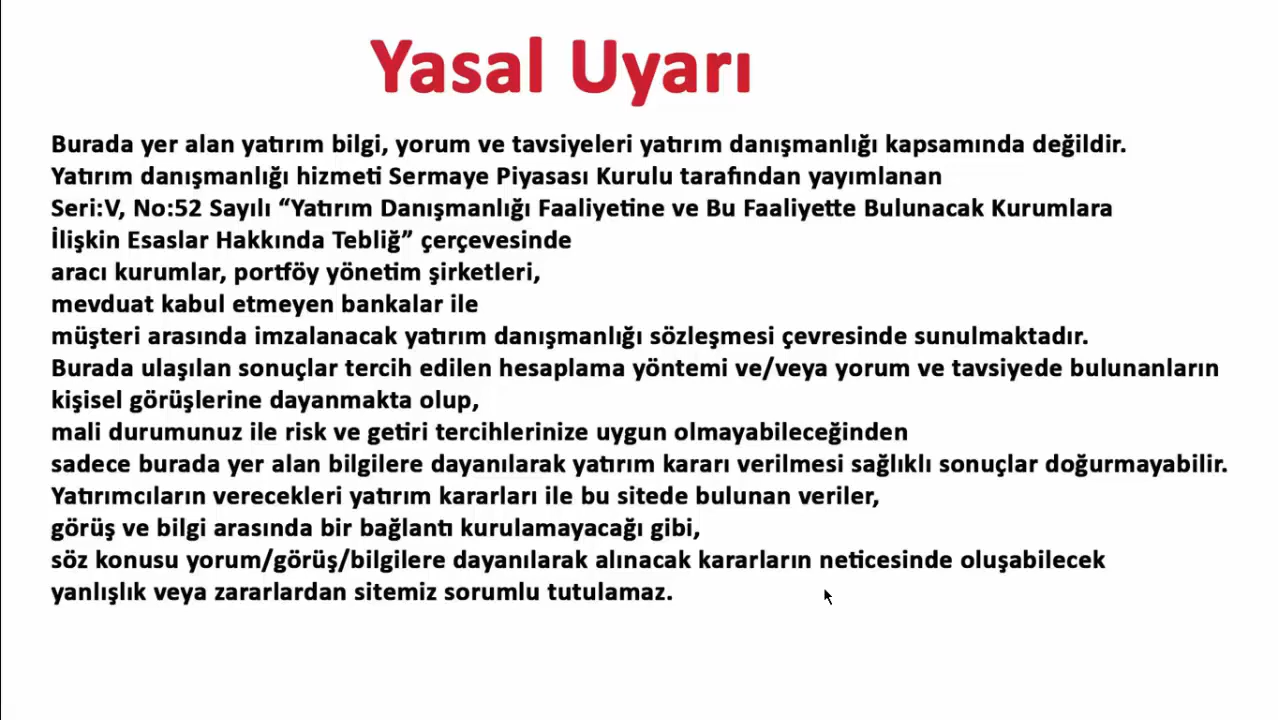 Yasal Uyarı
Burada yer alan yatırım bilgi, yorum ve tavsiyeleri yatırım danışmanlığı kapsamında değildir.
Yatırım danışmanlığı hizmeti Sermaye Piyasası Kurulu tarafından yayımlanan
Seri:V, No:52 Sayılı “Yatırım Danışmanlığı Faaliyetine ve Bu Faaliyette Bulunacak Kurumlara
İlişkin Esaslar Hakkında Tebliğ” çerçevesinde
aracı kurumlar, portföy yönetim şirketleri,
mevduat kabul etmeyen bankalar ile
müşteri arasında imzalanacak yatırım danışmanlığı sözleşmesi çevresinde sunulmaktadır.
Burada ulaşılan sonuçlar tercih edilen hesaplama yöntemi ve/veya yorum ve tavsiyede bulunanların
kişisel görüşlerine dayanmakta olup,
mali durumunuz ile risk ve getiri tercihlerinize uygun olmayabileceğinden
sadece burada yer alan bilgilere dayanılarak yatırım kararı verilmesi sağlıklı sonuçlar doğurmayabilir.
Yatırımcıların verecekleri yatırım kararları ile bu sitede bulunan veriler,
görüş ve bilgi arasında bir bağlantı kurulamayacağı gibi,
söz konusu yorum/görüş/bilgilere dayanılarak alınacak kararların neticesinde oluşabilecek
yanlışlık veya zararlardan sitemiz sorumlu tutulamaz.